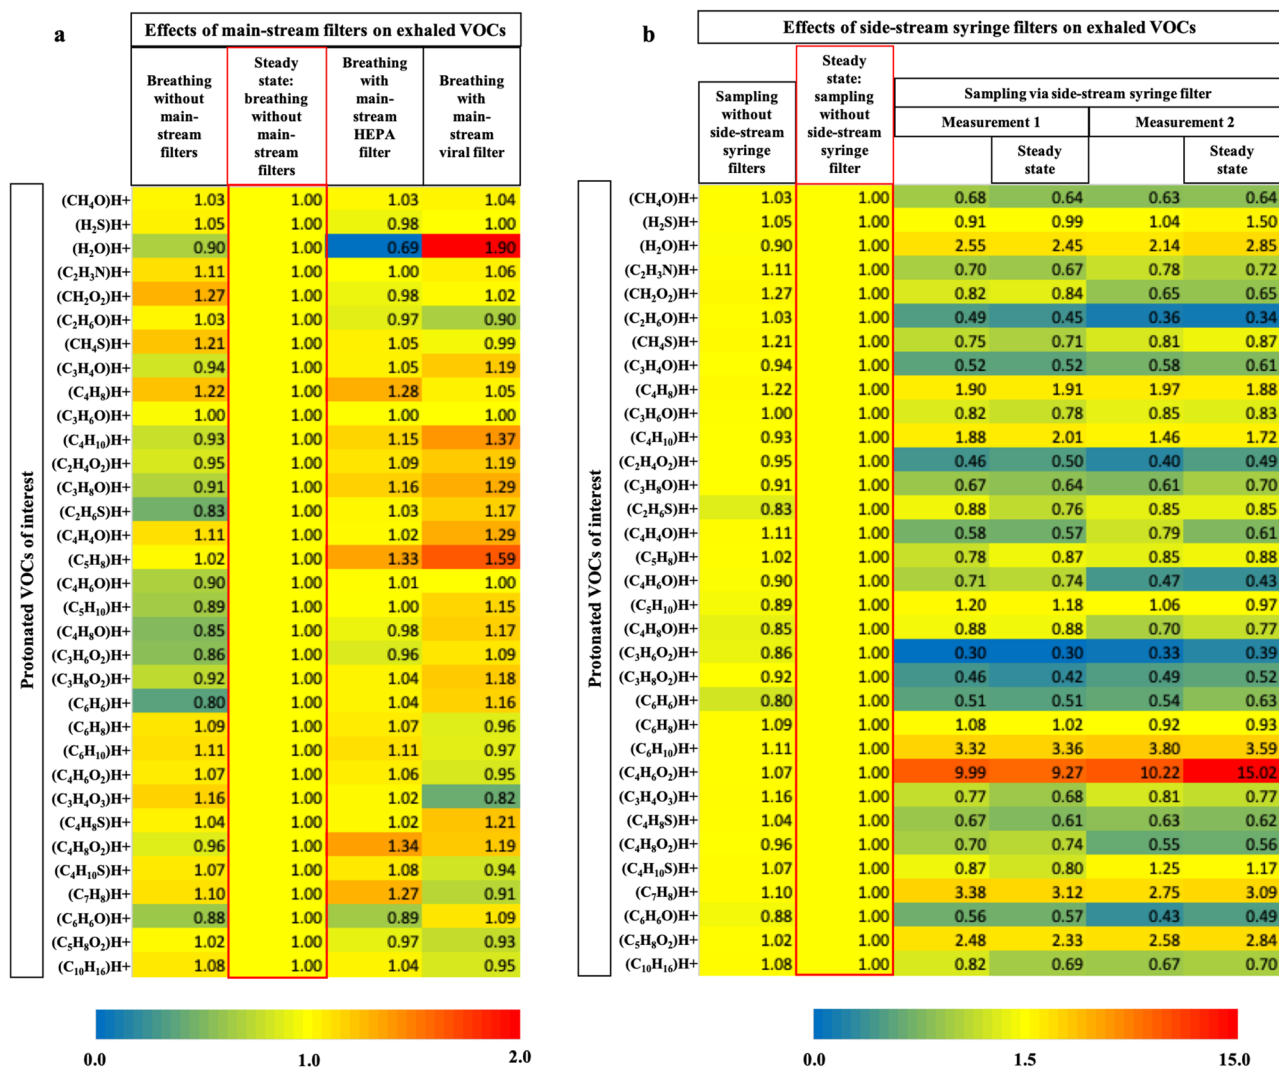 a
Effects of main-stream filters on exhaled VOCs
Breathing
without
main-
stream
filters
Steady
state:
breathing
without
main-
stream
filters
Breathing
with
main-
stream
HEPA
filter
Breathing
with
main-
stream
viral filter
Protonated VOCs of interest
(CH₄O)H+ 1.03 1.00 1.03 1.04
(H₂S)H+ 1.05 1.00 0.98 1.00
(H₂O)H+ 0.90 1.00 0.69 1.90
(C₂H₃N)H+ 1.11 1.00 1.00 1.06
(CH₂O₂)H+ 1.27 1.00 0.98 1.02
(C₂H₆O)H+ 1.03 1.00 0.97 0.90
(CH₄S)H+ 1.21 1.00 1.05 0.99
(C₃H₄O)H+ 0.94 1.00 1.05 1.19
(C₄H₈)H+ 1.22 1.00 1.28 1.05
(C₃H₆O)H+ 1.00 1.00 1.00 1.00
(C₄H₁₀)H+ 0.93 1.00 1.15 1.37
(C₂H₄O₂)H+ 0.95 1.00 1.09 1.19
(C₃H₈O)H+ 0.91 1.00 1.16 1.29
(C₂H₆S)H+ 0.83 1.00 1.03 1.17
(C₄H₄O)H+ 1.11 1.00 1.02 1.29
(C₅H₈)H+ 1.02 1.00 1.33 1.59
(C₄H₆O)H+ 0.90 1.00 1.01 1.00
(C₅H₁₀)H+ 0.89 1.00 1.00 1.15
(C₄H₈O)H+ 0.85 1.00 0.98 1.17
(C₃H₆O₂)H+ 0.86 1.00 0.96 1.09
(C₃H₈O₂)H+ 0.92 1.00 1.04 1.18
(C₆H₆)H+ 0.80 1.00 1.04 1.16
(C₆H₈)H+ 1.09 1.00 1.07 0.96
(C₆H₁₀)H+ 1.11 1.00 1.11 0.97
(C₄H₆O₂)H+ 1.07 1.00 1.06 0.95
(C₃H₄O₃)H+ 1.16 1.00 1.02 0.82
(C₄H₈S)H+ 1.04 1.00 1.02 1.21
(C₄H₈O₂)H+ 0.96 1.00 1.34 1.19
(C₄H₁₀S)H+ 1.07 1.00 1.08 0.94
(C₇H₈)H+ 1.10 1.00 1.27 0.91
(C₆H₆O)H+ 0.88 1.00 0.89 1.09
(C₅H₈O₂)H+ 1.02 1.00 0.97 0.93
(C₁₀H₁₆)H+ 1.08 1.00 1.04 0.95
0.0 1.0 2.0
b
Effects of side-stream syringe filters on exhaled VOCs
Sampling
without
side-stream
syringe
filters
Steady
state:
sampling
without
side-stream
syringe
filter
Sampling via side-stream syringe filter
Measurement 1 Measurement 2
Steady
state
Steady
state
Protonated VOCs of interest
(CH₄O)H+ 1.03 1.00 0.68 0.64 0.63 0.64
(H₂S)H+ 1.05 1.00 0.91 0.99 1.04 1.50
(H₂O)H+ 0.90 1.00 2.55 2.45 2.14 2.85
(C₂H₃N)H+ 1.11 1.00 0.70 0.67 0.78 0.72
(CH₂O₂)H+ 1.27 1.00 0.82 0.84 0.65 0.65
(C₂H₆O)H+ 1.03 1.00 0.49 0.45 0.36 0.34
(CH₄S)H+ 1.21 1.00 0.75 0.71 0.81 0.87
(C₃H₄O)H+ 0.94 1.00 0.52 0.52 0.58 0.61
(C₄H₈)H+ 1.22 1.00 1.90 1.91 1.97 1.88
(C₃H₆O)H+ 1.00 1.00 0.82 0.78 0.85 0.83
(C₄H₁₀)H+ 0.93 1.00 1.88 2.01 1.46 1.72
(C₂H₄O₂)H+ 0.95 1.00 0.46 0.50 0.40 0.49
(C₃H₈O)H+ 0.91 1.00 0.67 0.64 0.61 0.70
(C₂H₆S)H+ 0.83 1.00 0.88 0.76 0.85 0.85
(C₄H₄O)H+ 1.11 1.00 0.58 0.57 0.79 0.61
(C₅H₈)H+ 1.02 1.00 0.78 0.87 0.85 0.88
(C₄H₆O)H+ 0.90 1.00 0.71 0.74 0.47 0.43
(C₅H₁₀)H+ 0.89 1.00 1.20 1.18 1.06 0.97
(C₄H₈O)H+ 0.85 1.00 0.88 0.88 0.70 0.77
(C₃H₆O₂)H+ 0.86 1.00 0.30 0.30 0.33 0.39
(C₃H₈O₂)H+ 0.92 1.00 0.46 0.42 0.49 0.52
(C₆H₆)H+ 0.80 1.00 0.51 0.51 0.54 0.63
(C₆H₈)H+ 1.09 1.00 1.08 1.02 0.92 0.93
(C₆H₁₀)H+ 1.11 1.00 3.32 3.36 3.80 3.59
(C₄H₆O₂)H+ 1.07 1.00 9.99 9.27 10.22 15.02
(C₃H₄O₃)H+ 1.16 1.00 0.77 0.68 0.81 0.77
(C₄H₈S)H+ 1.04 1.00 0.67 0.61 0.63 0.62
(C₄H₈O₂)H+ 0.96 1.00 0.70 0.74 0.55 0.56
(C₄H₁₀S)H+ 1.07 1.00 0.87 0.80 1.25 1.17
(C₇H₈)H+ 1.10 1.00 3.38 3.12 2.75 3.09
(C₆H₆O)H+ 0.88 1.00 0.56 0.57 0.43 0.49
(C₅H₈O₂)H+ 1.02 1.00 2.48 2.33 2.58 2.84
(C₁₀H₁₆)H+ 1.08 1.00 0.82 0.69 0.67 0.70
0.0 1.5 15.0